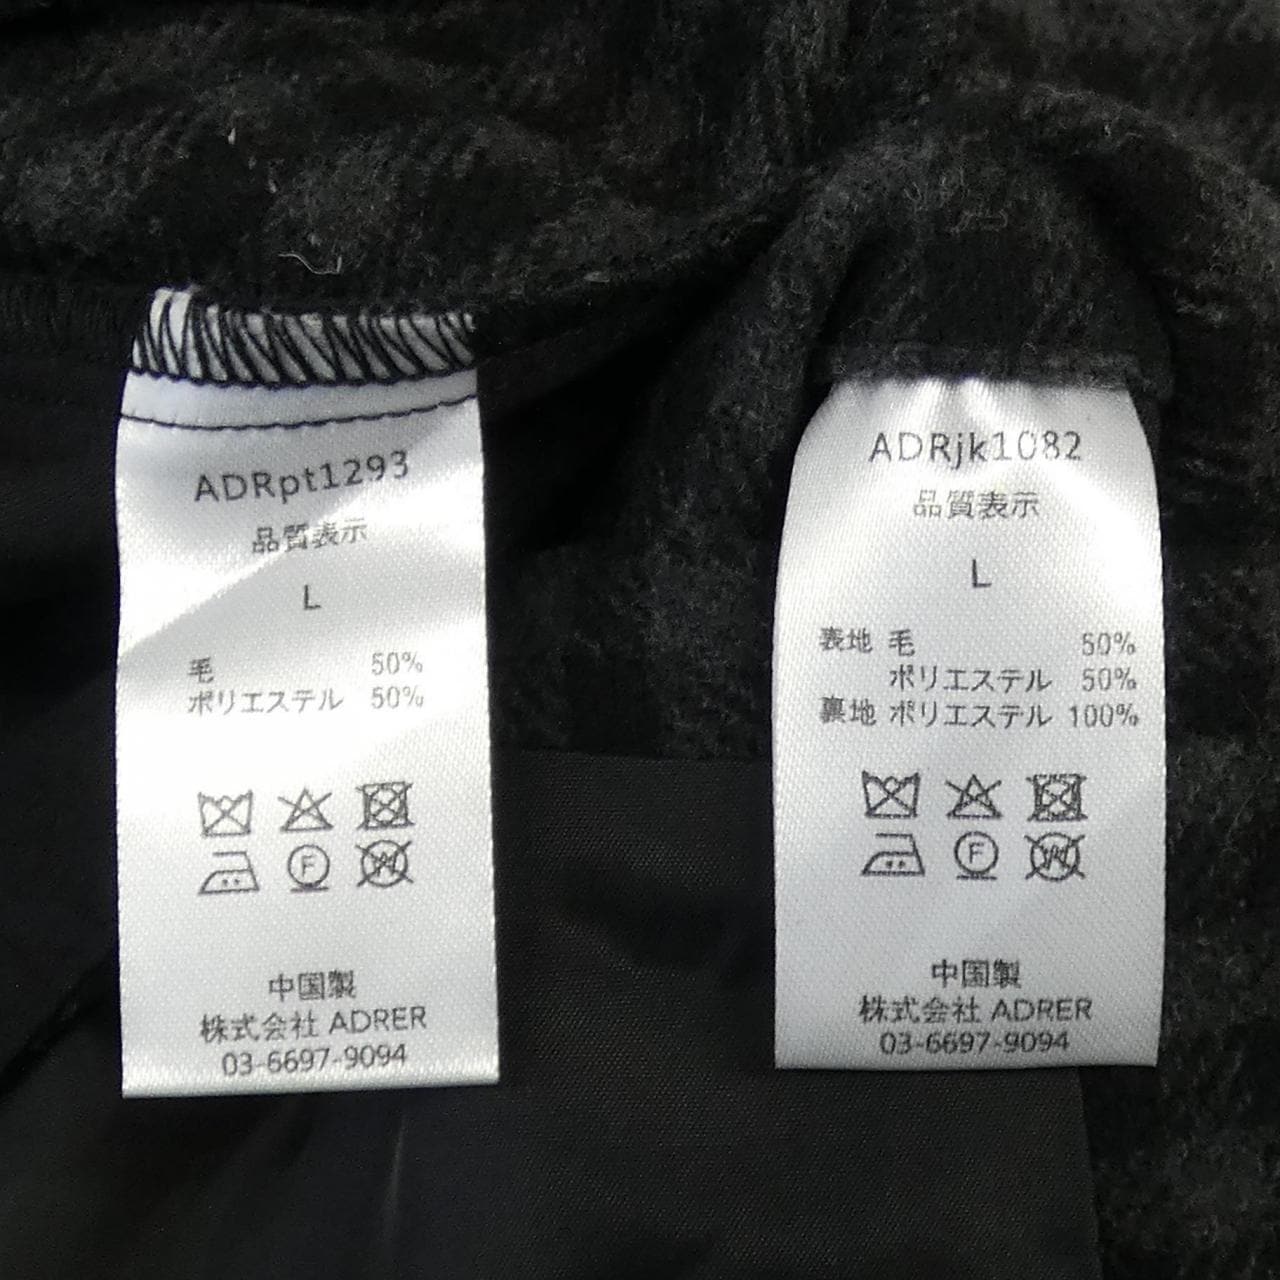 ADRpt1293
品質表示
L
毛 50%
ポリエステル 50%
F
W
中国製
株式会社 ADRER
03-6697-9094
ADRjk1082
品質表示
L
表地 毛 50%
ポリエステル 50%
裏地 ポリエステル 100%
F
W
中国製
株式会社 ADRER
03-6697-9094